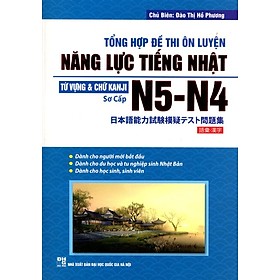 Chủ Biên: Đào Thị Hồ Phương
TỔNG HỢP ĐỀ THI ÔN LUYỆN
NĂNG LỰC TIẾNG NHẬT
TỪ VỰNG & CHỮ KANJI
Sơ Cấp
N5-N4
日本語能力試験模疑テスト問題集
語彙·漢字
• Dành cho người mới bắt đầu
• Dành cho du học và tu nghiệp sinh Nhật Bản
• Dành cho học sinh, sinh viên
NHÀ XUẤT BẢN ĐẠI HỌC QUỐC GIA HÀ NỘI